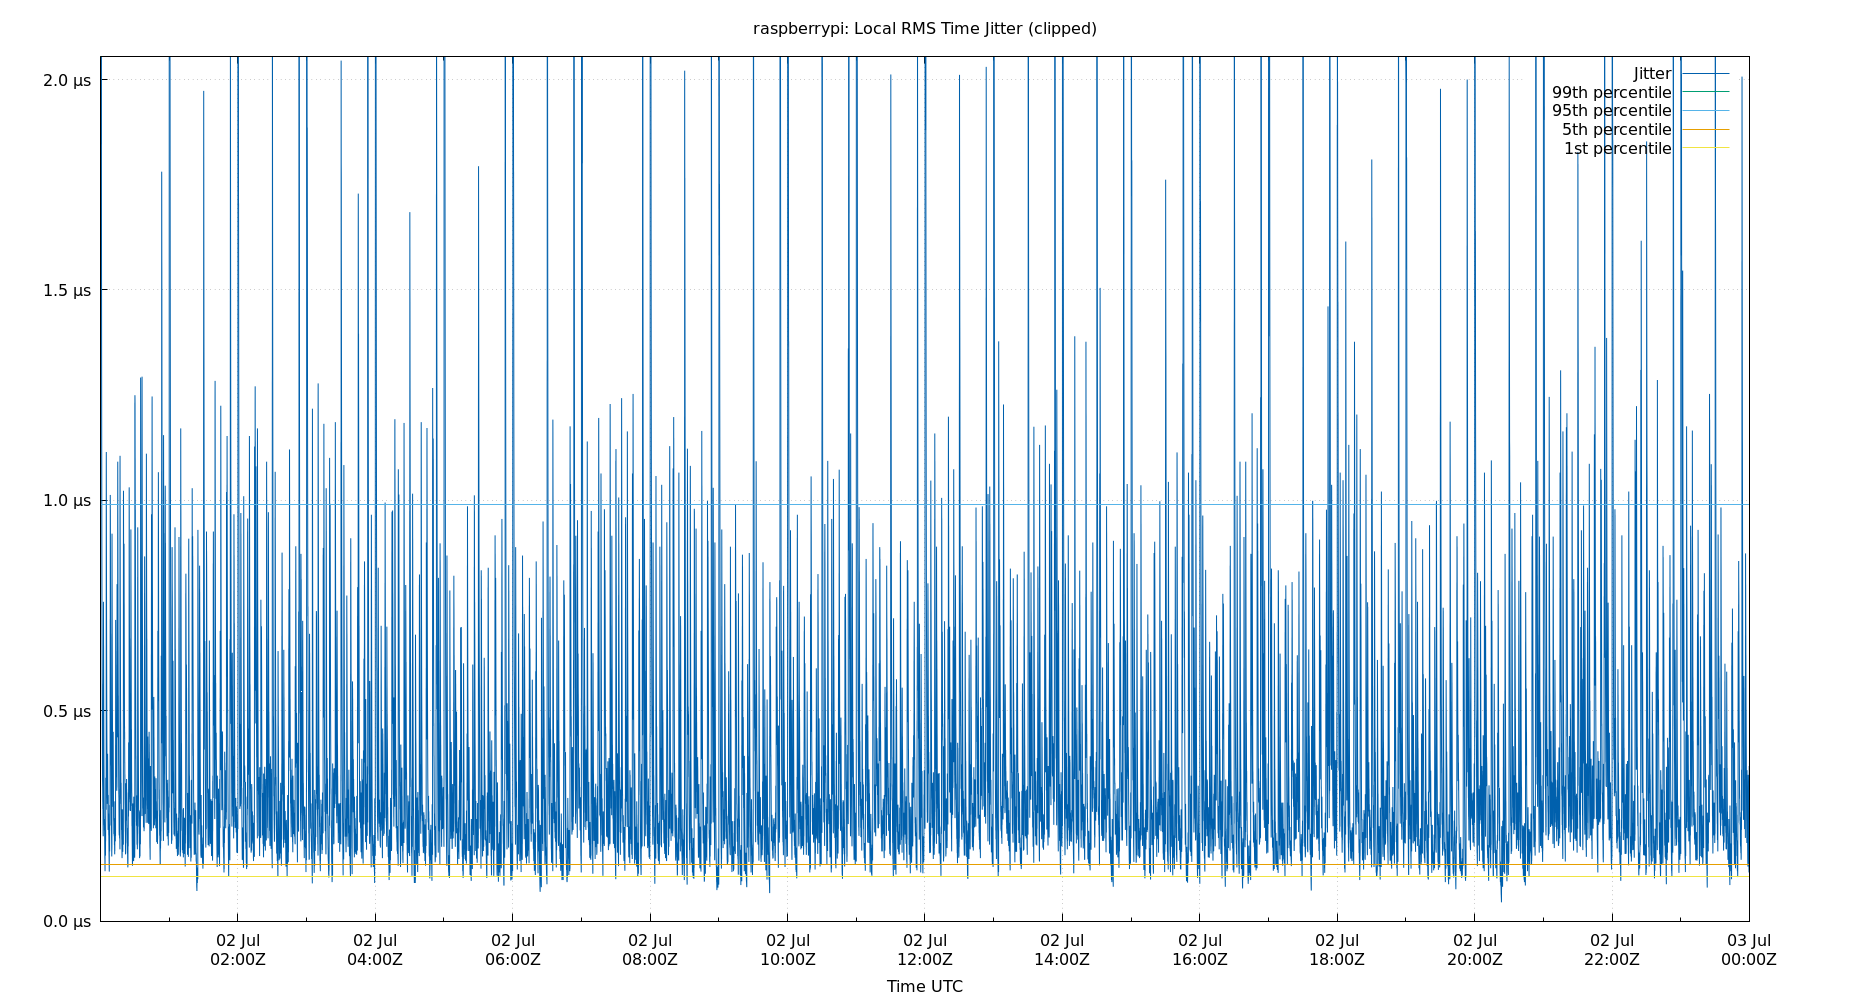 raspberrypi: Local RMS Time Jitter (clipped)
2.0 μs
1.5 μs
1.0 μs
0.5 μs
0.0 μs
Jitter
99th percentile
95th percentile
5th percentile
1st percentile
02 Jul 02 Jul 02 Jul 02 Jul 02 Jul 02 Jul 02 Jul 02 Jul 02 Jul 02 Jul 02 Jul 03 Jul
02:00Z 04:00Z 06:00Z 08:00Z 10:00Z 12:00Z 14:00Z 16:00Z 18:00Z 20:00Z 22:00Z 00:00Z
Time UTC